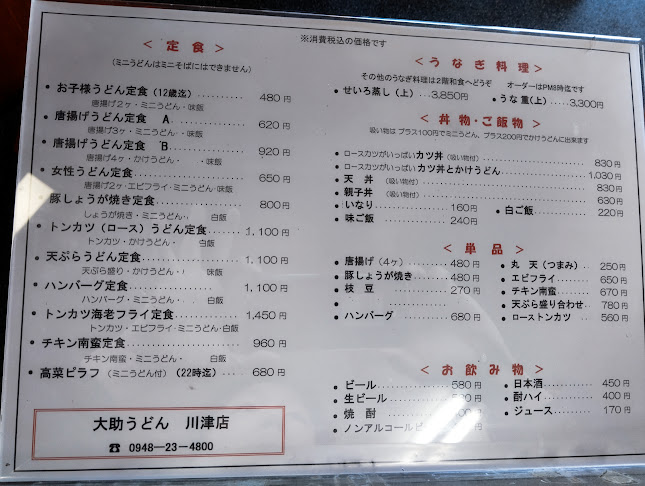 ※消費税込の価格です
＜ 定 食 ＞
（ミニうどんはミニそばにはできません）
● お子様うどん定食（12歳迄）………… 480円
唐揚げ2ヶ・ミニうどん・味飯
● 唐揚げうどん定食 A ………… 620円
唐揚げ3ヶ・ミニうどん・ ・味飯
● 唐揚げうどん定食 B ………… 920円
唐揚げ4ヶ・かけうどん・ ・味飯
● 女性うどん定食 ………… 650円
唐揚げ2ヶ・エビフライ・ミニうどん・味飯
豚しょうが焼き定食 ………… 800円
しょうが焼き・ミニうどん・ 白飯
● トンカツ（ロース）うどん定食 … 1,100円
トンカツ・かけうどん・ 白飯
● 天ぷらうどん定食 ………… 1,100円
天ぷら盛り・かけうどん・ 味飯
● ハンバーグ定食 ………… 1,100円
ハンバーグ・ミニうどん・ 白飯
● トンカツ海老フライ定食 ………… 1,450円
トンカツ・エビフライ・ミニうどん・白飯
● チキン南蛮定食 ………… 960円
チキン南蛮・ミニうどん・ 白飯
● 高菜ピラフ（ミニうどん付）（22時迄）…… 680円
大助うどん 川津店
☎ 0948―23－4800
＜ う な ぎ 料 理 ＞
その他のうなぎ料理は2階和食へどうぞ オーダーはPM8時迄です
● せいろ蒸し（上）…3,850円 ● うな重（上）…3,300円
＜ 丼 物・ご 飯 物 ＞
吸い物は プラス100円でミニうどん、プラス200円でかけうどんに出来ます
● ロースカツがいっぱい カツ丼（吸い物付）………… 830円
● ロースカツがいっぱい カツ丼とかけうどん………… 1,030円
● 天 丼 （吸い物付）………… 830円
● 親子丼 （吸い物付）………… 630円
● いなり ………… 160円 ● 白ご飯 ………… 220円
● 味ご飯 ………… 240円
＜ 単 品 ＞
● 唐揚げ（4ヶ）………… 480円 ● 丸 天（つまみ）… 250円
● 豚しょうが焼き ………… 480円 ● エビフライ ………… 650円
● 枝 豆 ………… 270円 ● チキン南蛮 ………… 670円
● ● 天ぷら盛り合わせ … 780円
● ハンバーグ ………… 680円 ● ローストンカツ …… 560円
＜ お 飲 み 物 ＞
● ビール ………… 580円 ● 日本酒 ………… 450円
● 生ビール ………… 円 ● 酎ハイ ………… 400円
● 焼 酎 ………… 円 ● ジュース ………… 170円
● ノンアルコールビ